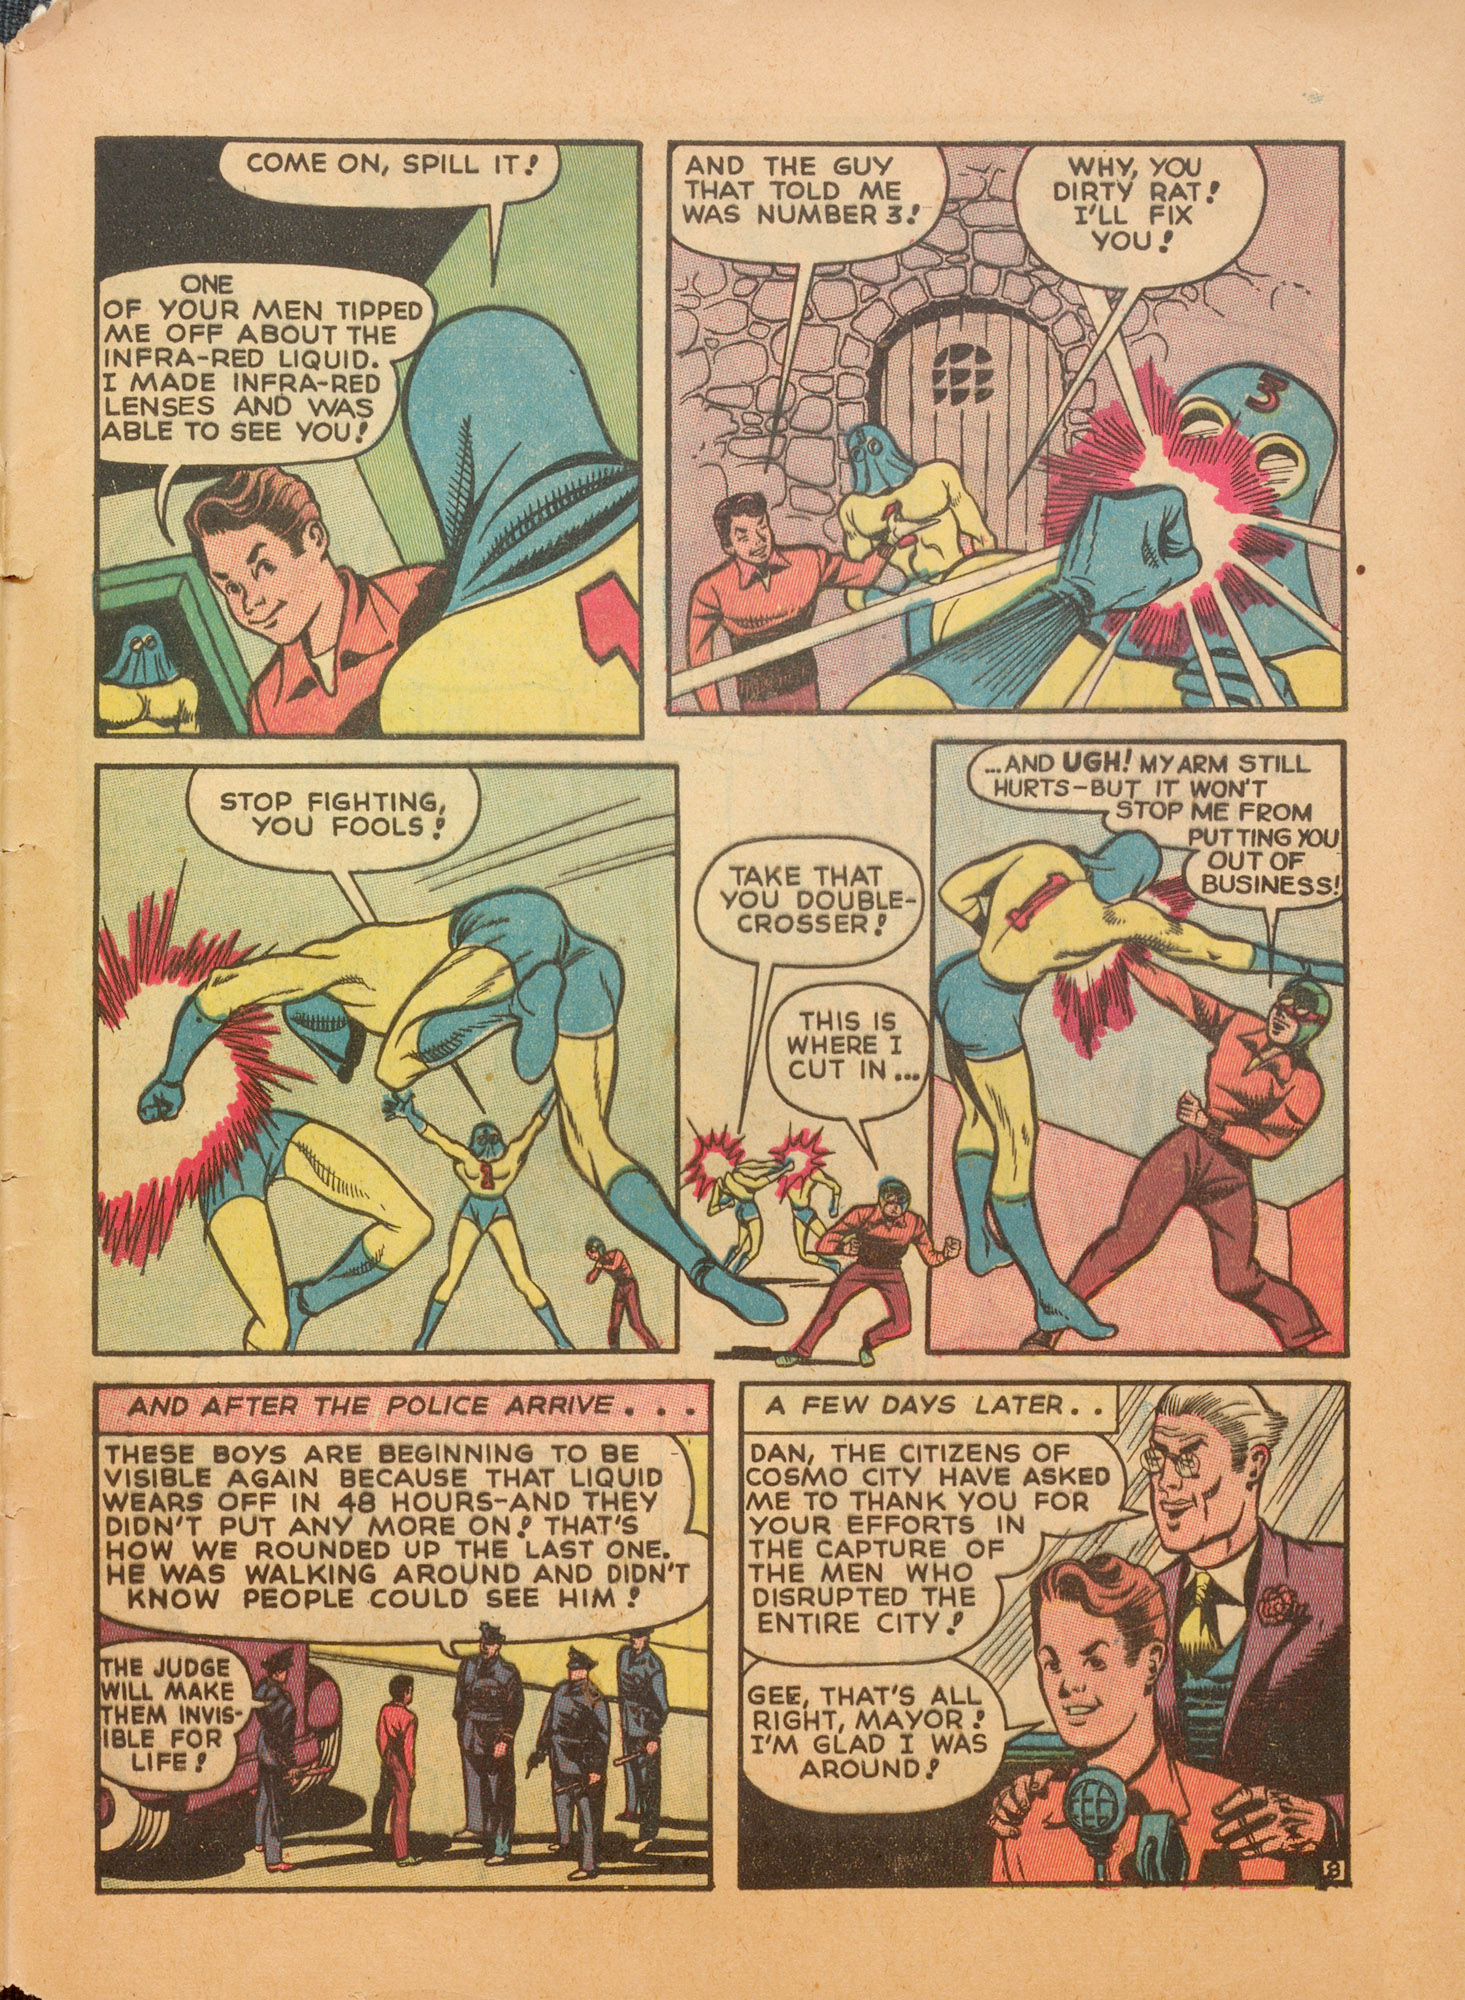 COME ON, SPILL IT!
ONE
OF YOUR MEN TIPPED
ME OFF ABOUT THE
INFRA-RED LIQUID.
I MADE INFRA-RED
LENSES AND WAS
ABLE TO SEE YOU!
AND THE GUY
THAT TOLD ME
WAS NUMBER 3!
WHY, YOU
DIRTY RAT!
I'LL FIX
YOU!
3
STOP FIGHTING,
YOU FOOLS!
2
TAKE THAT
YOU DOUBLE-
CROSSER!
THIS IS
WHERE I
CUT IN...
...AND UGH! MY ARM STILL
HURTS-BUT IT WON'T
STOP ME FROM
PUTTING YOU
OUT OF
BUSINESS!
1
AND AFTER THE POLICE ARRIVE . . .
THESE BOYS ARE BEGINNING TO BE
VISIBLE AGAIN BECAUSE THAT LIQUID
WEARS OFF IN 48 HOURS-AND THEY
DIDN'T PUT ANY MORE ON! THAT'S
HOW WE ROUNDED UP THE LAST ONE.
HE WAS WALKING AROUND AND DIDN'T
KNOW PEOPLE COULD SEE HIM!
THE JUDGE
WILL MAKE
THEM INVIS-
IBLE FOR
LIFE!
A FEW DAYS LATER. . .
DAN, THE CITIZENS OF
COSMO CITY HAVE ASKED
ME TO THANK YOU FOR
YOUR EFFORTS IN
THE CAPTURE OF
THE MEN WHO
DISRUPTED THE
ENTIRE CITY!
GEE, THAT'S ALL
RIGHT, MAYOR!
I'M GLAD I WAS
AROUND!
8